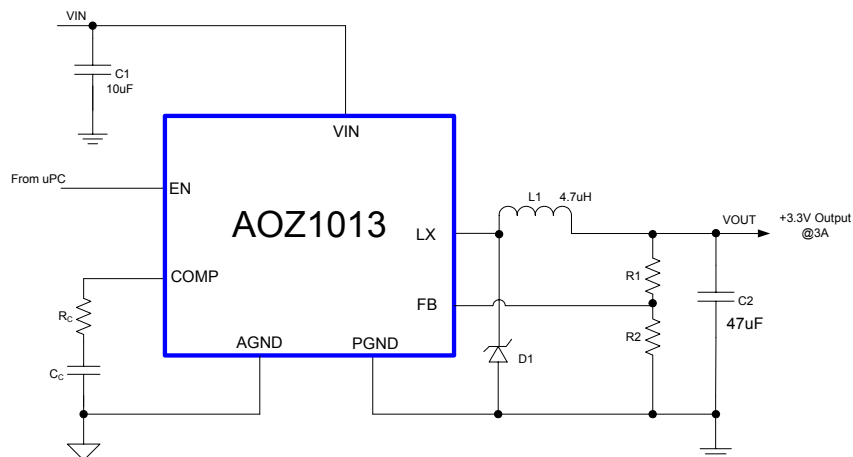 VIN
C1
10uF
VIN
From uPC
EN
AOZ1013
L1 4.7uH
LX
VOUT
+3.3V Output
@3A
COMP
R1
FB
C2
47uF
RC
R2
AGND
PGND
D1
CC